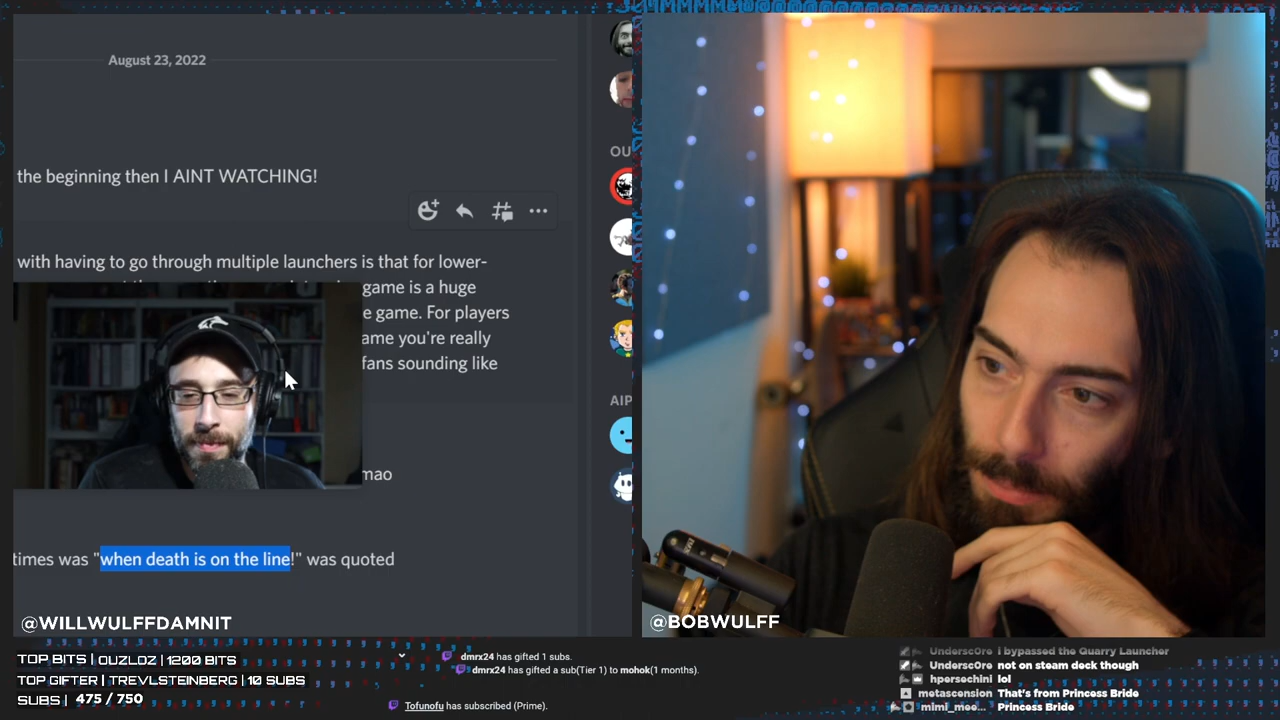 August 23, 2022
the beginning then I AINT WATCHING!
OU
with having to go through multiple launchers is that for lower-
game is a huge
e game. For players
ame you're really
fans sounding like
AIP
mao
times was "when death is on the line!" was quoted
@WILLWULFFDAMNIT
@BOBWULFF
TOP BITS | OUZLOZ | 1200 BITS
TOP GIFTER | TREVLSTEINBERG | 10 SUBS
SUBS | 475 / 750
dmrx24 has gifted 1 subs.
dmrx24 has gifted a sub(Tier 1) to mohok(1 months).
Tofunofu has subscribed (Prime).
Undersc0re i bypassed the Quarry Launcher
Undersc0re not on steam deck though
hpersechini lol
metascension That's from Princess Bride
mimi_mee... Princess Bride